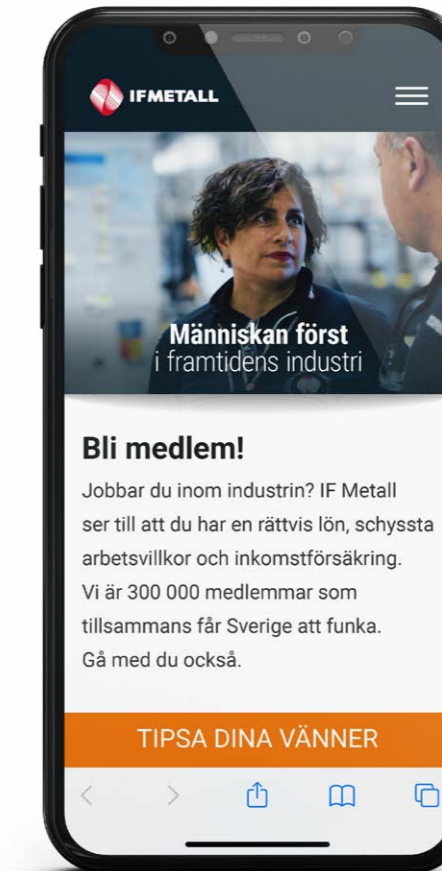 IFMETALL
Människan först
i framtidens industri
Bli medlem!
Jobbar du inom industrin? IF Metall
ser till att du har en rättvis lön, schyssta
arbetsvillkor och inkomstförsäkring.
Vi är 300 000 medlemmar som
tillsammans får Sverige att funka.
Gå med du också.
TIPSA DINA VÄNNER